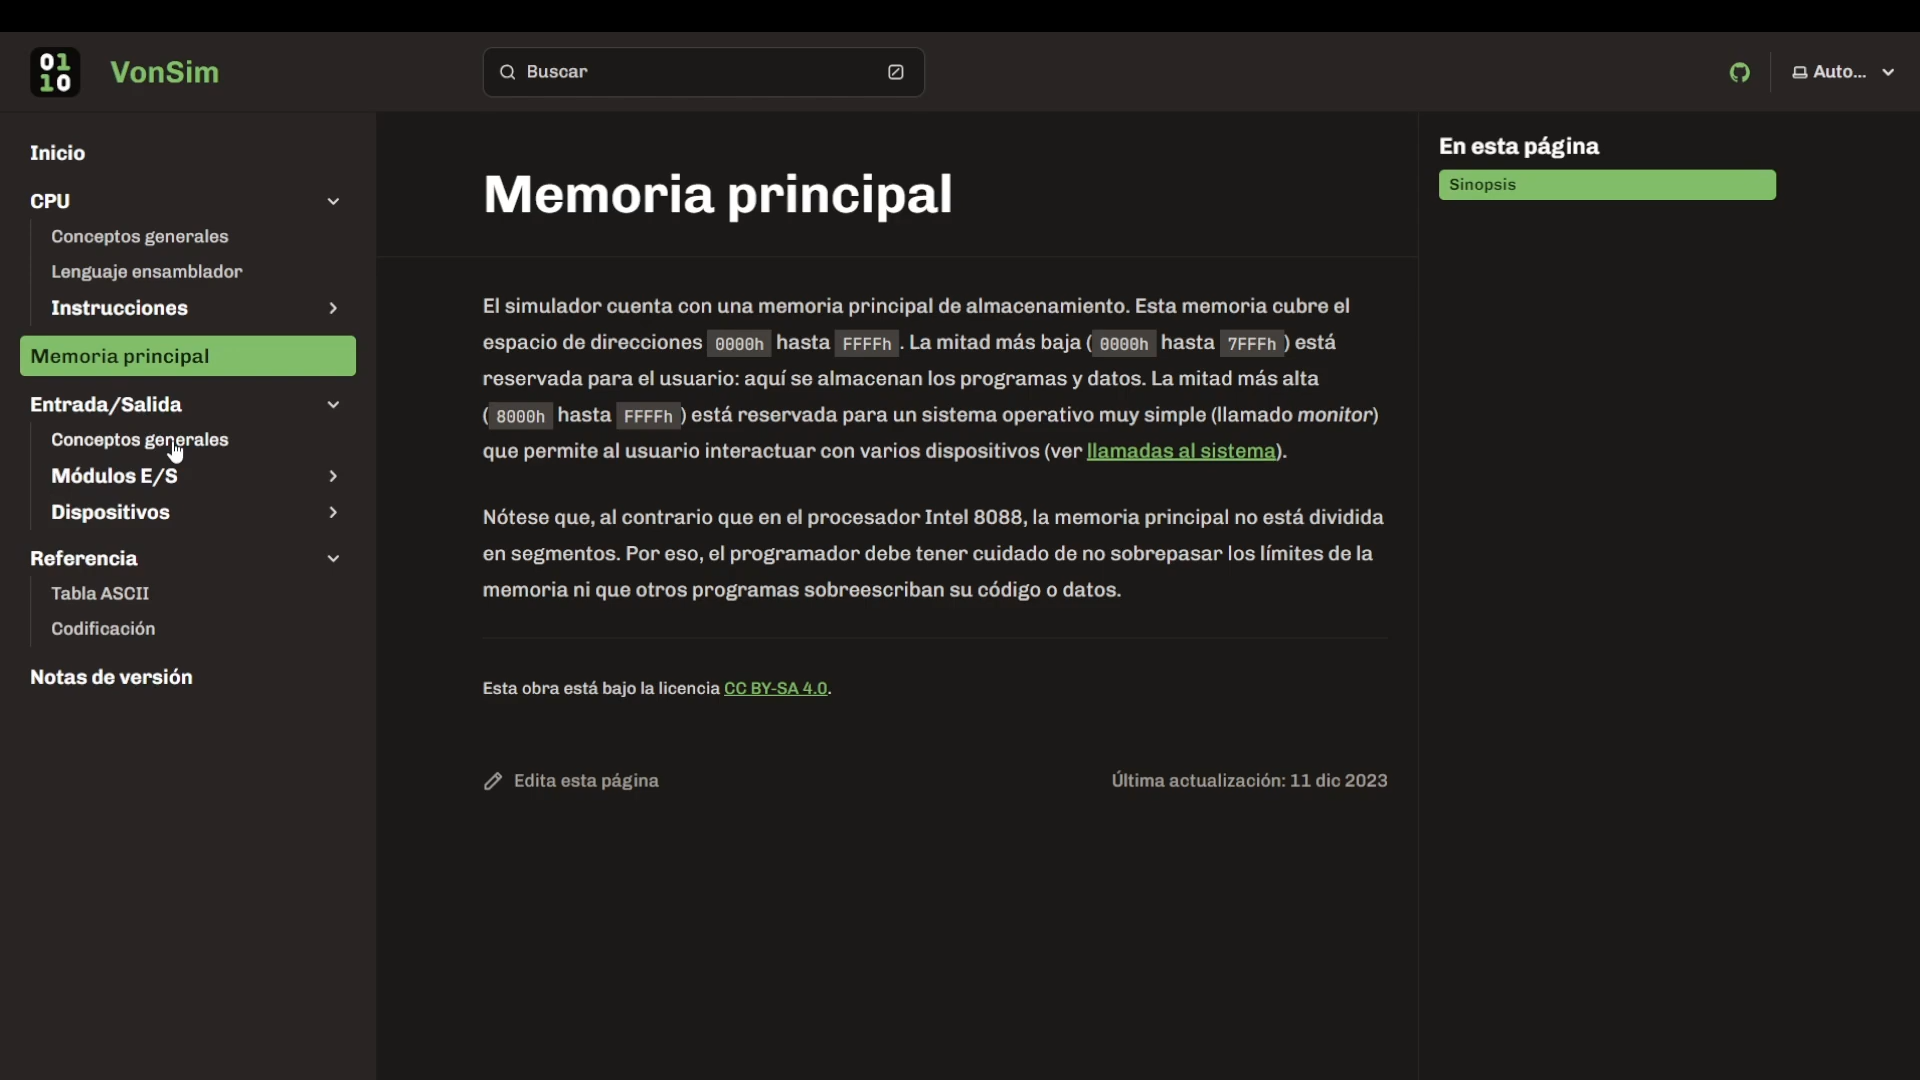 01
10
VonSim
Buscar
Auto...
Inicio
CPU
Conceptos generales
Lenguaje ensamblador
Instrucciones
Memoria principal
Entrada/Salida
Conceptos generales
Módulos E/S
Dispositivos
Referencia
Tabla ASCII
Codificación
Notas de versión
Memoria principal
El simulador cuenta con una memoria principal de almacenamiento. Esta memoria cubre el
espacio de direcciones 0000h hasta FFFFh. La mitad más baja (0000h hasta 7FFFh) está
reservada para el usuario: aquí se almacenan los programas y datos. La mitad más alta
(8000h hasta FFFFh) está reservada para un sistema operativo muy simple (llamado monitor)
que permite al usuario interactuar con varios dispositivos (ver llamadas al sistema).
Nótese que, al contrario que en el procesador Intel 8088, la memoria principal no está dividida
en segmentos. Por eso, el programador debe tener cuidado de no sobrepasar los límites de la
memoria ni que otros programas sobreescriban su código o datos.
Esta obra está bajo la licencia CC BY-SA 4.0.
Edita esta página
Última actualización: 11 dic 2023
En esta página
Sinopsis